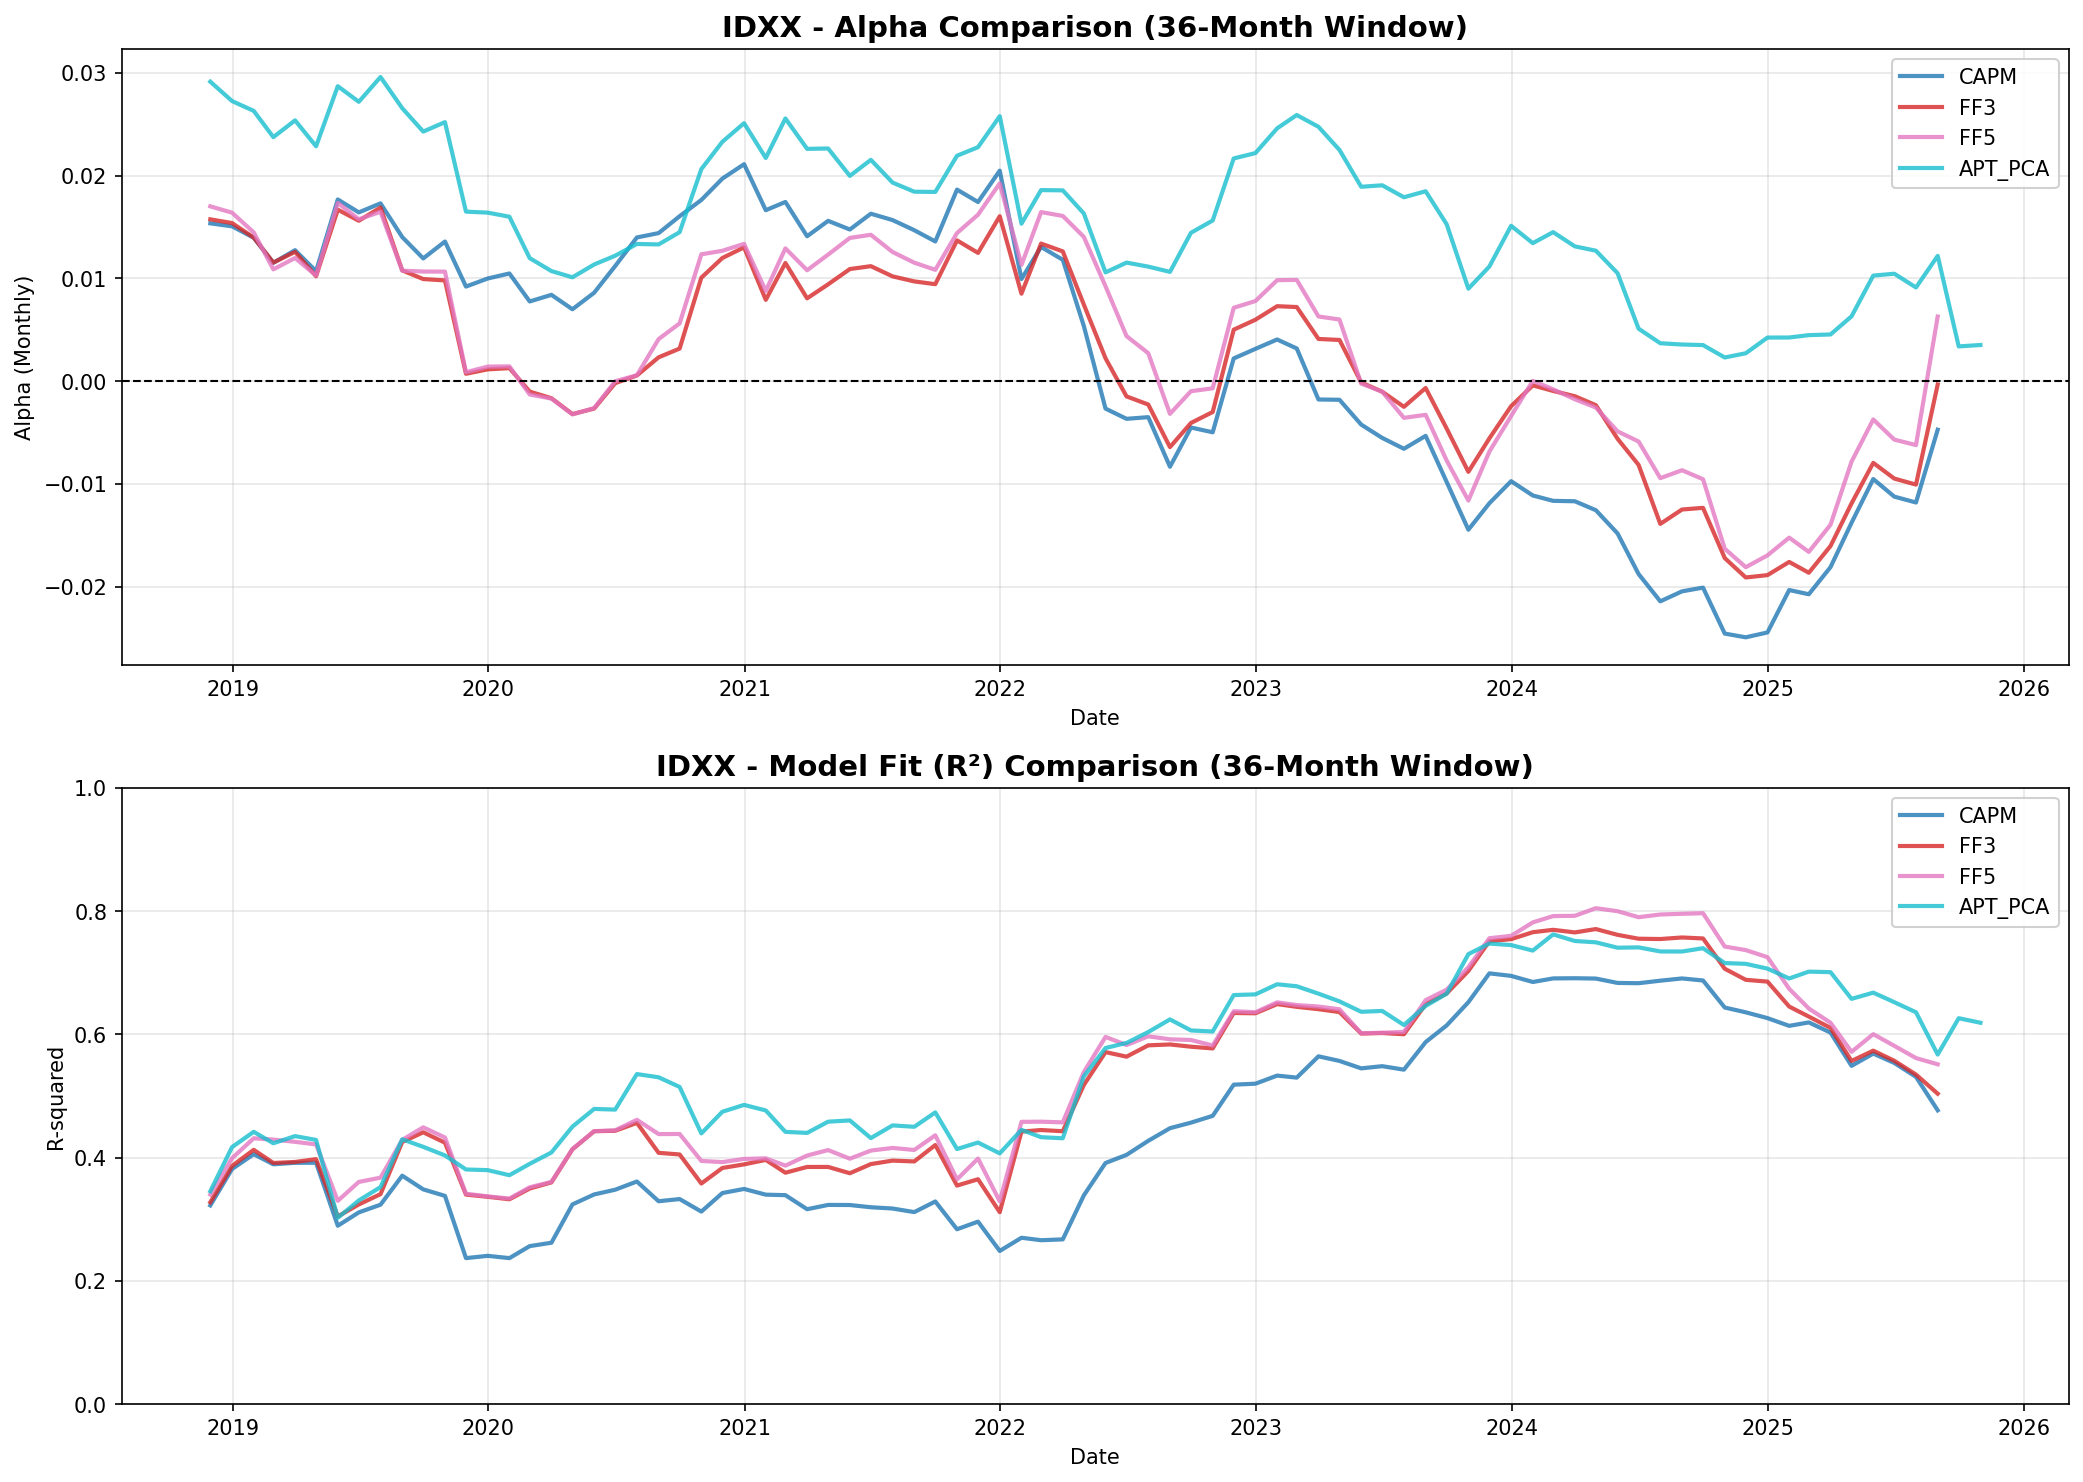 IDXX - Alpha Comparison (36-Month Window)
Alpha (Monthly)
0.03
0.02
0.01
0.00
−0.01
−0.02
CAPM
FF3
FF5
APT_PCA
2019 2020 2021 2022 2023 2024 2025 2026
Date
IDXX - Model Fit (R²) Comparison (36-Month Window)
R-squared
1.0
0.8
0.6
0.4
0.2
0.0
CAPM
FF3
FF5
APT_PCA
2019 2020 2021 2022 2023 2024 2025 2026
Date